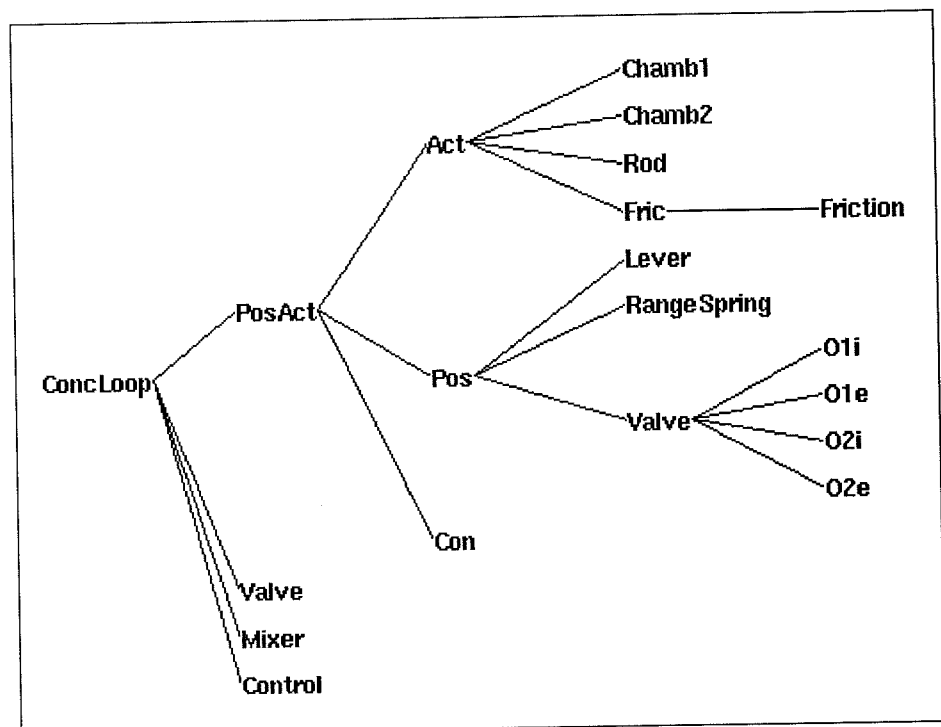 Chamb1
Chamb2
Act
Rod
Fric
Friction
Lever
PosAct
RangeSpring
O1i
ConcLoop
Pos
O1e
Valve
O2i
O2e
Con
Valve
Mixer
Control